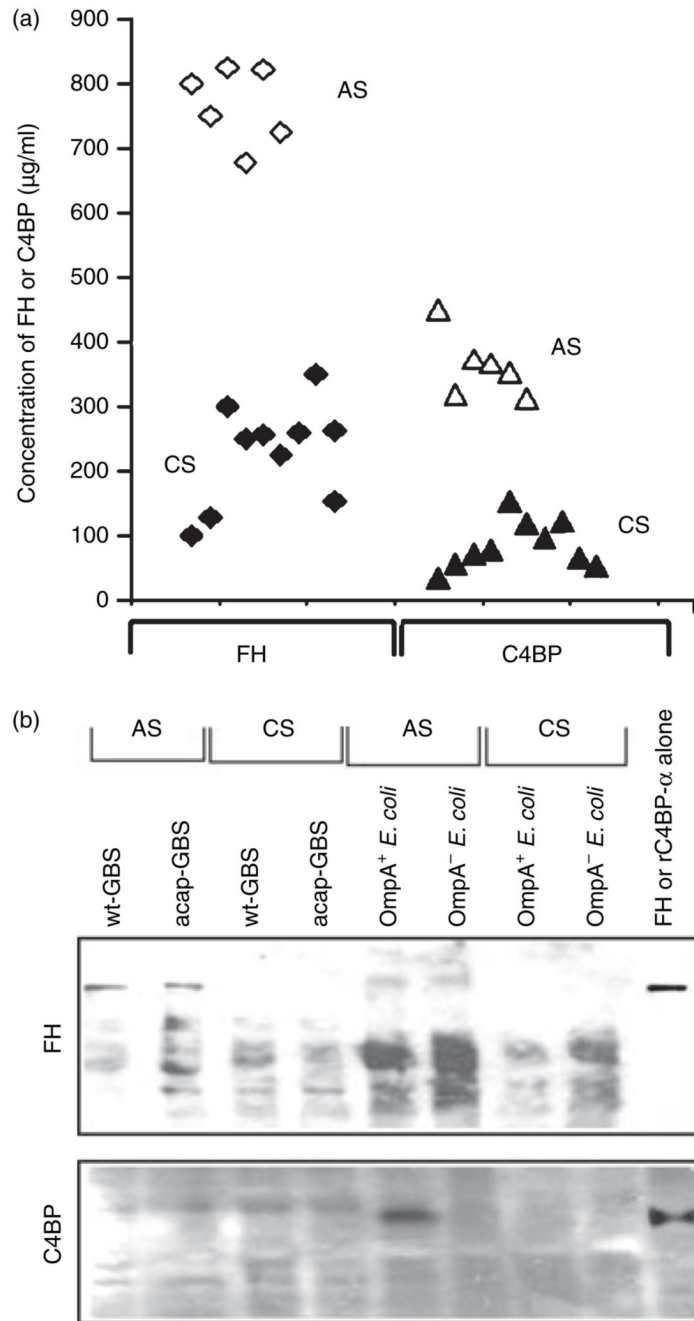 (a)
900
800
700
600
500
400
300
200
100
0
Concentration of FH or C4BP (µg/ml)
AS
CS
AS
CS
FH
C4BP
(b)
AS
CS
AS
CS
wt-GBS
acap-GBS
wt-GBS
acap-GBS
OmpA⁺ E. coli
OmpA⁻ E. coli
OmpA⁺ E. coli
OmpA⁻ E. coli
FH or rC4BP-α alone
FH
C4BP